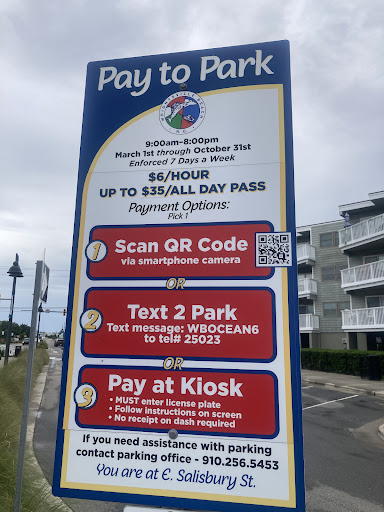 Pay to Park
WRIGHTSVILLE BEACH
N.C.
9:00am-8:00pm
March 1st through October 31st
Enforced 7 Days a Week
$6/HOUR
UP TO $35/ALL DAY PASS
Payment Options:
Pick 1
1 Scan QR Code
via smartphone camera
OR
2 Text 2 Park
Text message: WBOCEAN6
to tel# 25023
OR
3 Pay at Kiosk
• MUST enter license plate
• Follow instructions on screen
• No receipt on dash required
If you need assistance with parking
contact parking office - 910.256.5453
You are at E. Salisbury St.